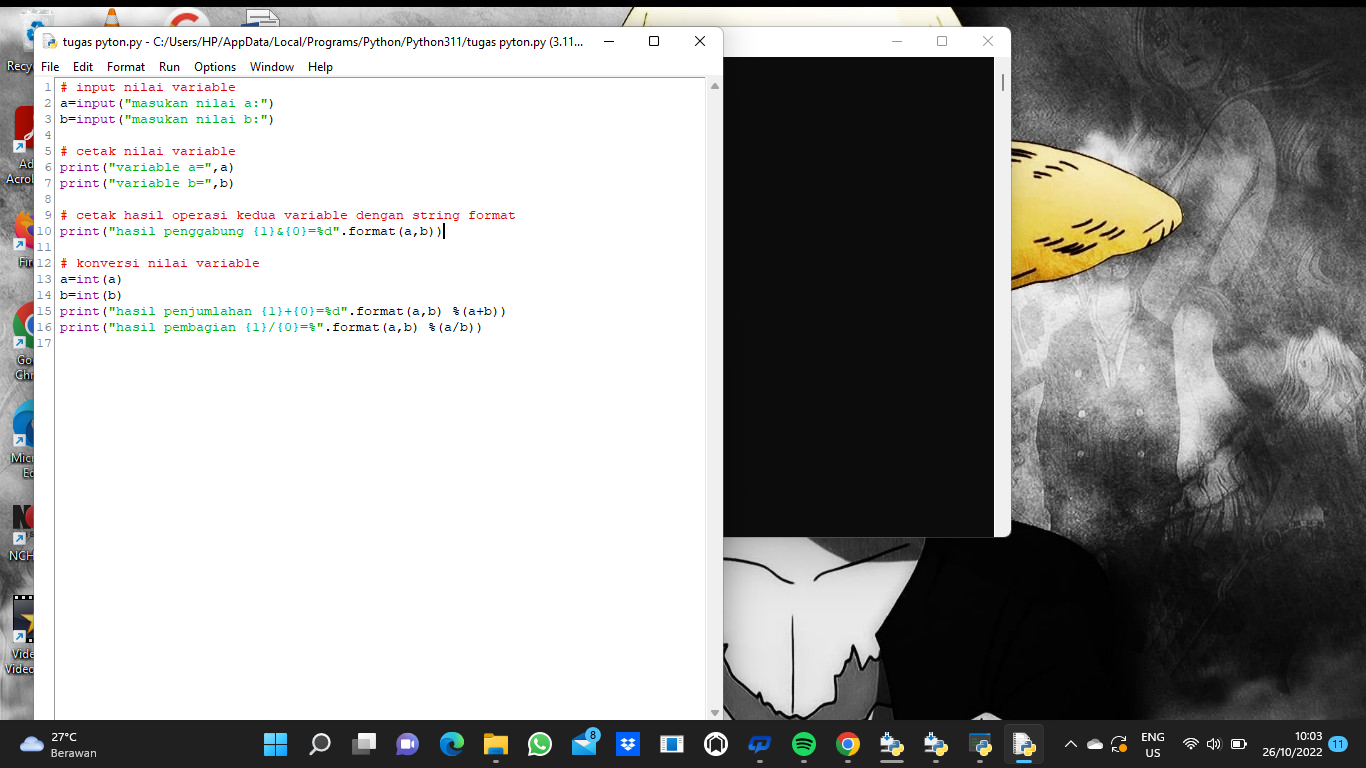 tugas pyton.py - C:/Users/HP/AppData/Local/Programs/Python/Python311/tugas pyton.py (3.11...
File Edit Format Run Options Window Help
1 # input nilai variable
2 a=input("masukan nilai a:")
3 b=input("masukan nilai b:")
4
5 # cetak nilai variable
6 print("variable a=",a)
7 print("variable b=",b)
8
9 # cetak hasil operasi kedua variable dengan string format
10 print("hasil penggabung {1}&{0}=%d".format(a,b))
11
12 # konversi nilai variable
13 a=int(a)
14 b=int(b)
15 print("hasil penjumlahan {1}+{0}=%d".format(a,b) %(a+b))
16 print("hasil pembagian {1}/{0}=%".format(a,b) %(a/b))
17
Recy
Ad
Acrob
Fir
Go
Chr
Micr
Ed
NCH
Vide
Video
27°C
Berawan
8
ENG
US
10:03
26/10/2022
11